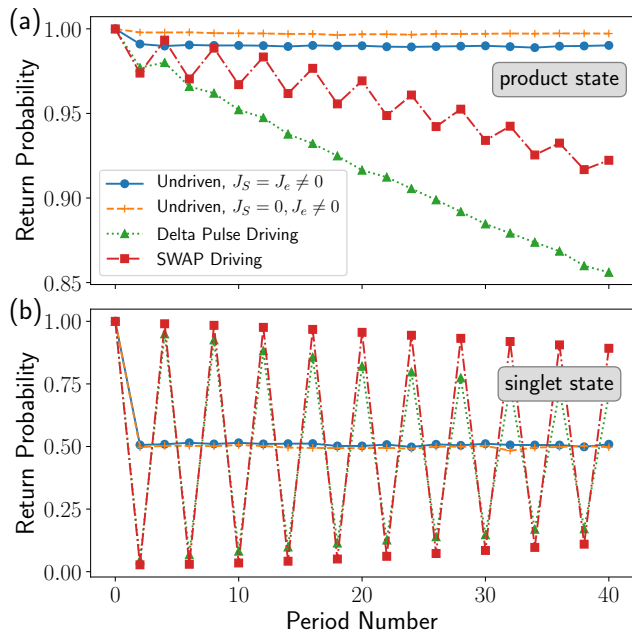 (a)
1.00
0.95
0.90
0.85
Return Probability
product state
Undriven, $J_S = J_e \neq 0$
Undriven, $J_S = 0, J_e \neq 0$
Delta Pulse Driving
SWAP Driving
(b)
1.00
0.75
0.50
0.25
0.00
Return Probability
singlet state
0 10 20 30 40
Period Number